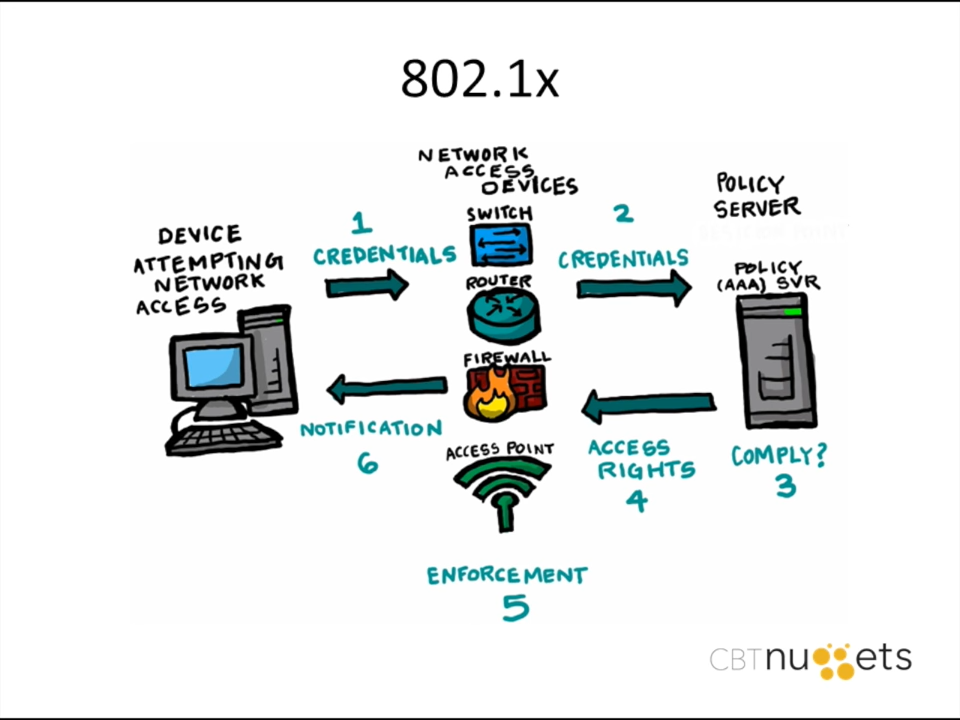 802.1x
DEVICE
ATTEMPTING
NETWORK
ACCESS
1
CREDENTIALS
NETWORK
ACCESS
DEVICES
SWITCH
ROUTER
FIREWALL
ACCESS POINT
2
CREDENTIALS
POLICY
SERVER
POLICY
(AAA) SVR
COMPLY?
3
ACCESS
RIGHTS
4
ENFORCEMENT
5
NOTIFICATION
6
CBTnuggets